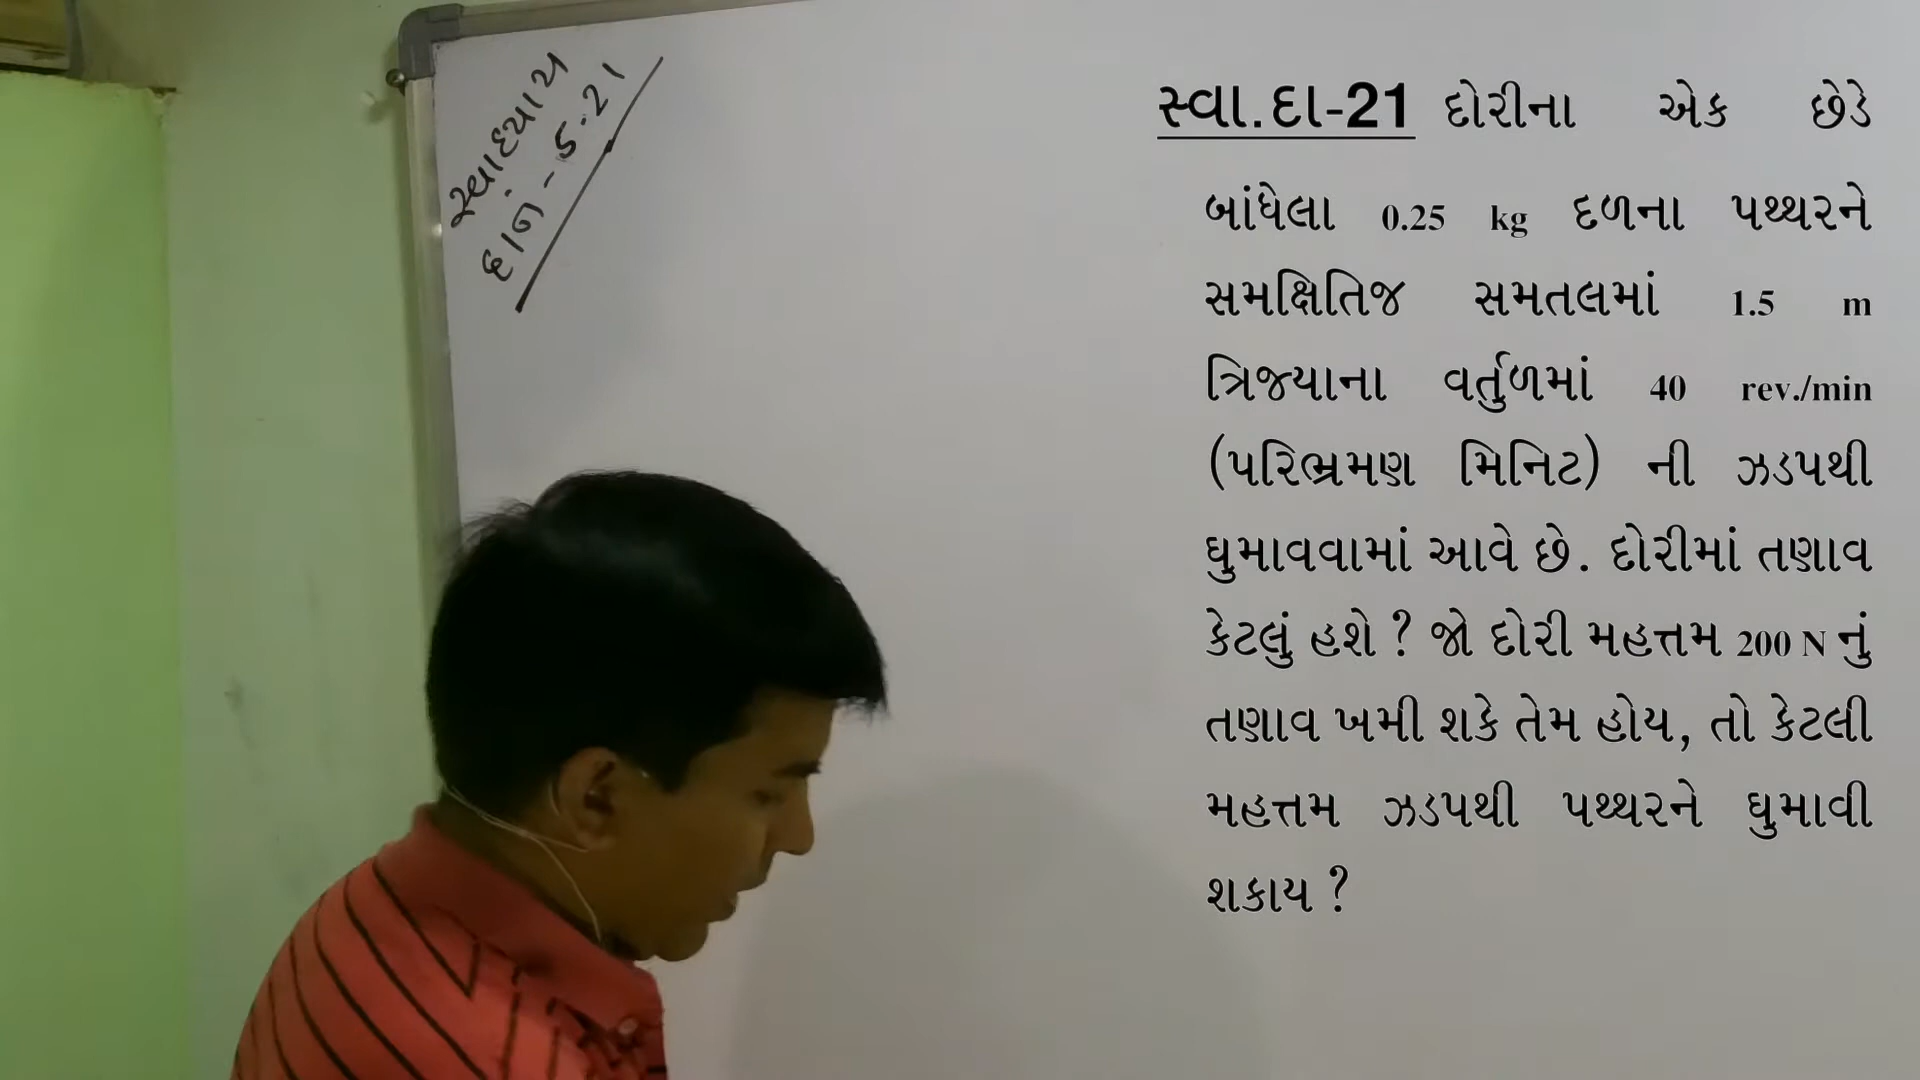 સ્વાધ્યાય
દા.નં - 5.21
સ્વા.દા-21 દોરીના એક છેડે
બાંધેલા 0.25 kg દળના પથ્થરને
સમક્ષિતિજ સમતલમાં 1.5 m
ત્રિજ્યાના વર્તુળમાં 40 rev./min
(પરિભ્રમણ મિનિટ) ની ઝડપથી
ઘુમાવવામાં આવે છે. દોરીમાં તણાવ
કેટલું હશે ? જો દોરી મહત્તમ 200 N નું
તણાવ ખમી શકે તેમ હોય, તો કેટલી
મહત્તમ ઝડપથી પથ્થરને ઘુમાવી
શકાય ?